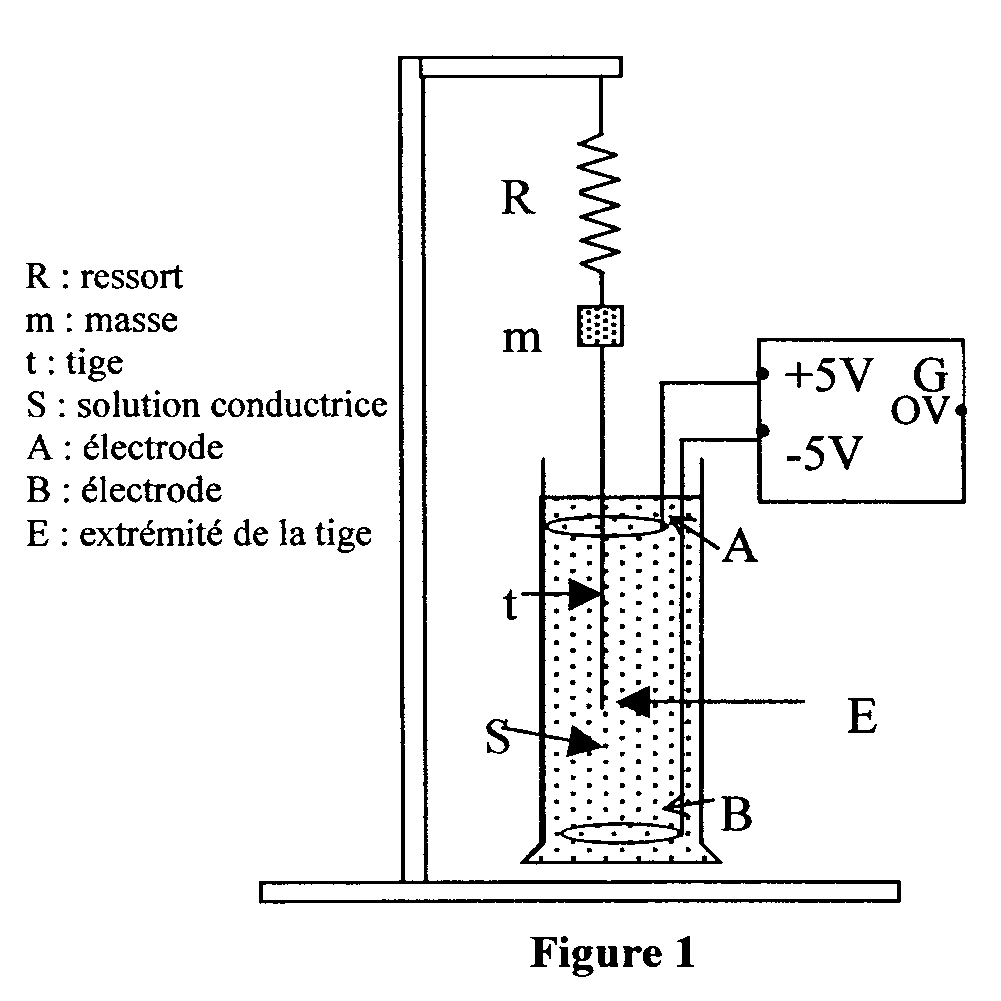 R
R : ressort
m : masse
m
t : tige
+5V G
OV
S : solution conductrice
A : électrode
-5V
B : électrode
E : extrémité de la tige
A
t
E
S
B
Figure 1